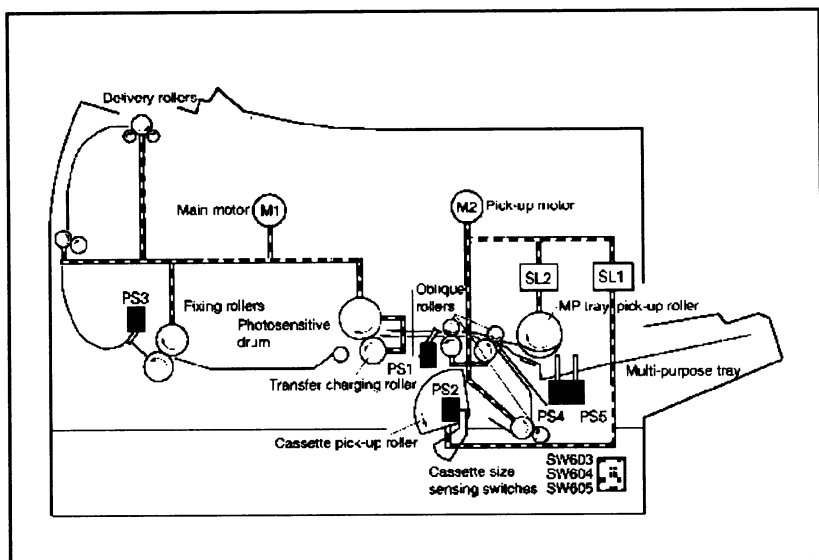 Delivery rollers
Main motor
M1
M2
Pick-up motor
SL2
SL1
PS3
Fixing rollers
Oblique
rollers
MP tray pick-up roller
Photosensitive
drum
PS1
Transfer charging roller
Multi-purpose tray
PS2
PS4
PS5
Cassette pick-up roller
Cassette size
sensing switches
SW603
SW604
SW605